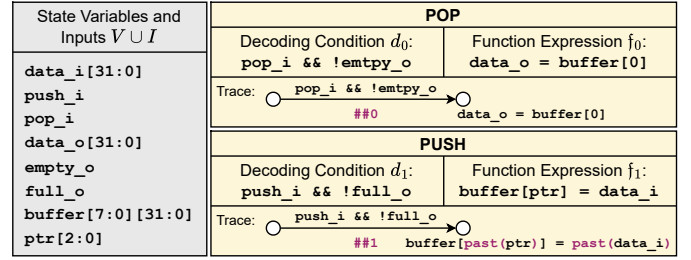 State Variables and
Inputs V ∪ I
data_i[31:0]
push_i
pop_i
data_o[31:0]
empty_o
full_o
buffer[7:0][31:0]
ptr[2:0]
POP
Decoding Condition d₀:
pop_i && !emtpy_o
Function Expression 𝔣₀:
data_o = buffer[0]
Trace:
pop_i && !emtpy_o
##0
data_o = buffer[0]
PUSH
Decoding Condition d₁:
push_i && !full_o
Function Expression 𝔣₁:
buffer[ptr] = data_i
Trace:
push_i && !full_o
##1
buffer[past(ptr)] = past(data_i)